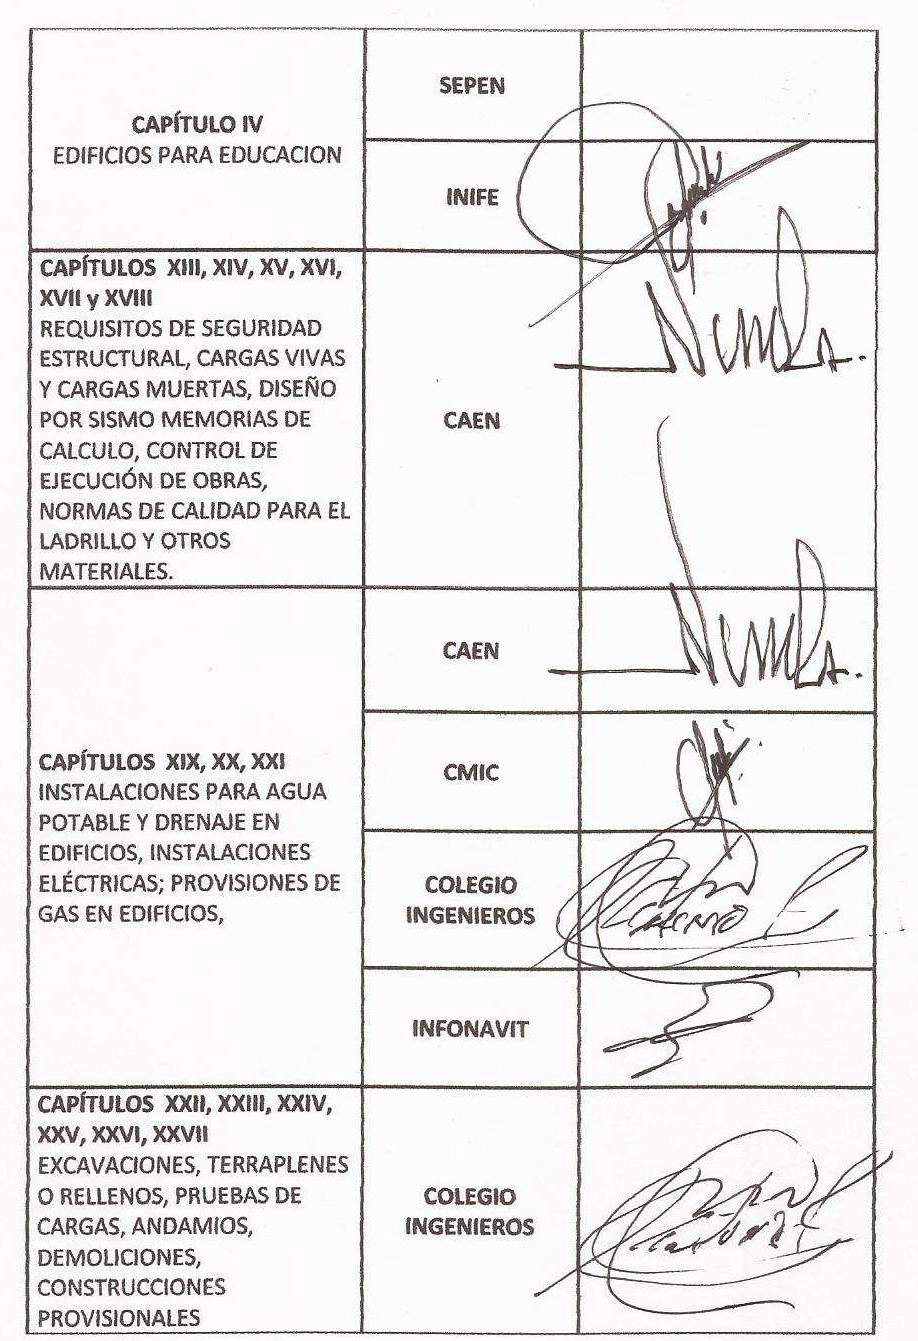 CAPÍTULO IV
EDIFICIOS PARA EDUCACION
SEPEN
INIFE
CAPÍTULOS XIII, XIV, XV, XVI,
XVII y XVIII
REQUISITOS DE SEGURIDAD
ESTRUCTURAL, CARGAS VIVAS
Y CARGAS MUERTAS, DISEÑO
POR SISMO MEMORIAS DE
CALCULO, CONTROL DE
EJECUCIÓN DE OBRAS,
NORMAS DE CALIDAD PARA EL
LADRILLO Y OTROS
MATERIALES.
CAEN
CAPÍTULOS XIX, XX, XXI
INSTALACIONES PARA AGUA
POTABLE Y DRENAJE EN
EDIFICIOS, INSTALACIONES
ELÉCTRICAS; PROVISIONES DE
GAS EN EDIFICIOS,
CAEN
CMIC
COLEGIO
INGENIEROS
INFONAVIT
CAPÍTULOS XXII, XXIII, XXIV,
XXV, XXVI, XXVII
EXCAVACIONES, TERRAPLENES
O RELLENOS, PRUEBAS DE
CARGAS, ANDAMIOS,
DEMOLICIONES,
CONSTRUCCIONES
PROVISIONALES
COLEGIO
INGENIEROS